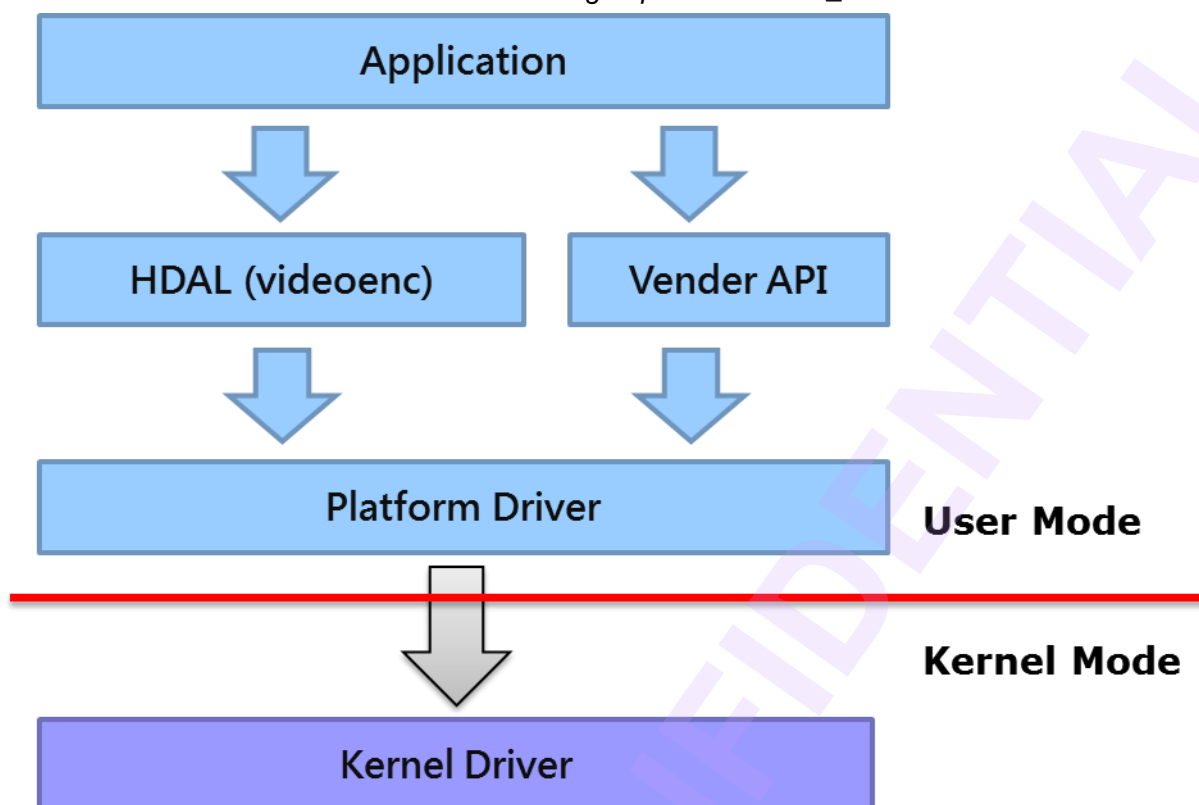 Application
HDAL (videoenc)
Vender API
Platform Driver
User Mode
Kernel Mode
Kernel Driver